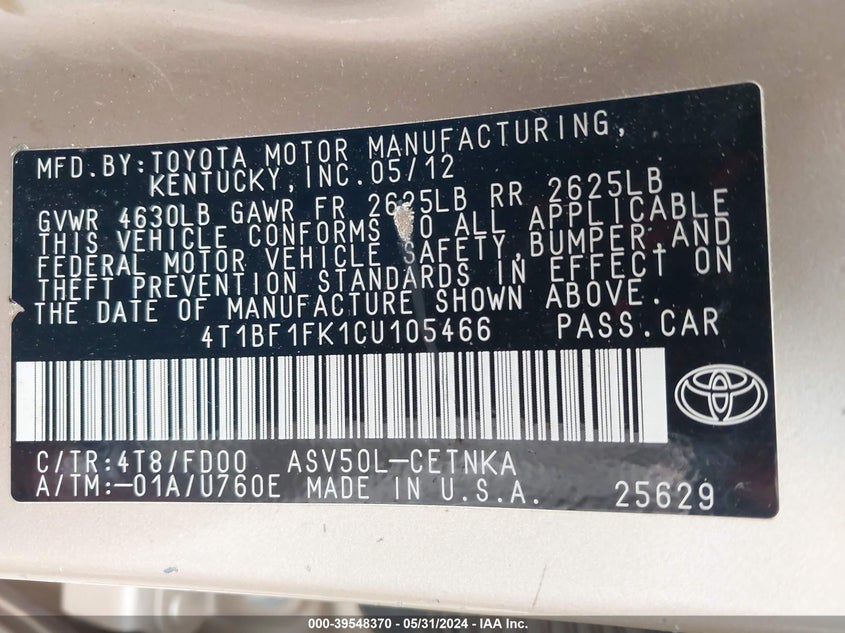 MFD.BY:TOYOTA MOTOR MANUFACTURING,
KENTUCKY,INC.05/12
GVWR 4630LB GAWR FR 2625LB RR 2625LB
THIS VEHICLE CONFORMS TO ALL APPLICABLE
FEDERAL MOTOR VEHICLE SAFETY,BUMPER,AND
THEFT PREVENTION STANDARDS IN EFFECT ON
THE DATE OF MANUFACTURE SHOWN ABOVE.
4T1BF1FK1CU105466 PASS.CAR
C/TR:4T8/FD00 ASV50L-CETNKA
A/TM:-01A/U760E MADE IN U.S.A. 25629
000-39548370 - 05/31/2024 - IAA, Inc.